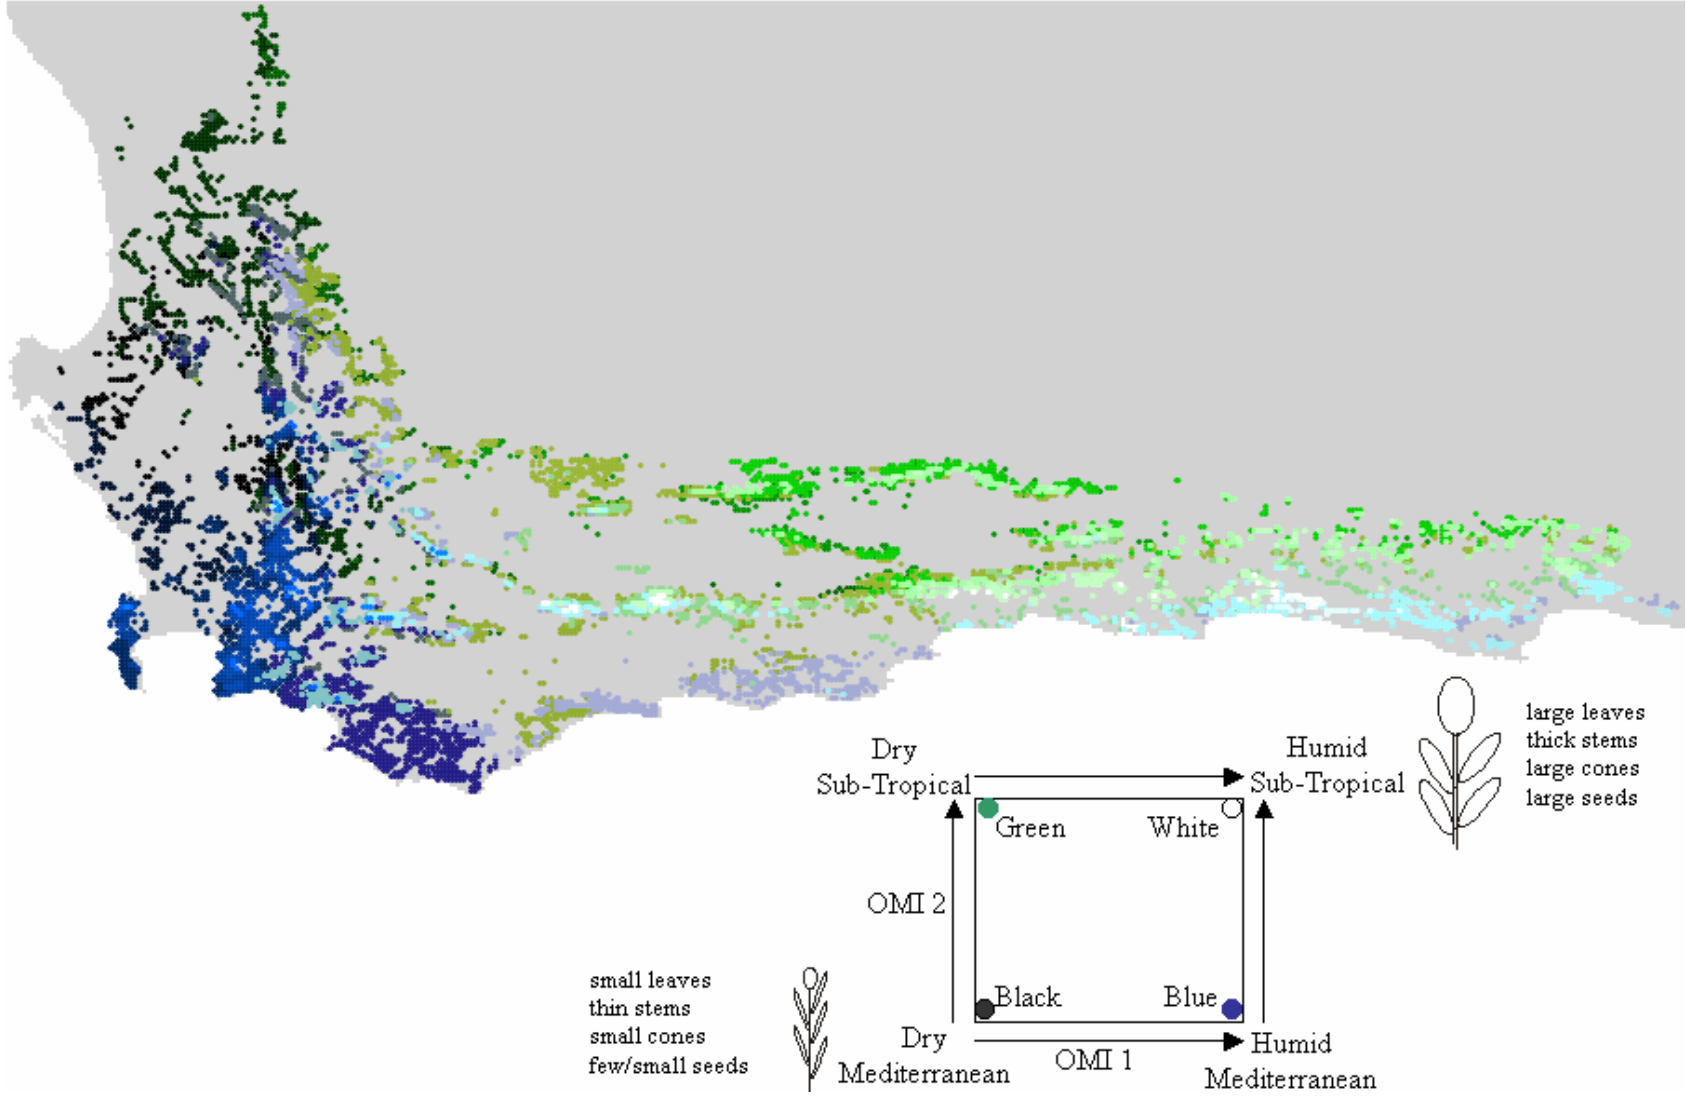 large leaves
thick stems
large cones
large seeds
Dry
Sub-Tropical
Humid
Sub-Tropical
Green
White
OMI 2
Black
Blue
small leaves
thin stems
small cones
few/small seeds
Dry
Mediterranean
OMI 1
Humid
Mediterranean